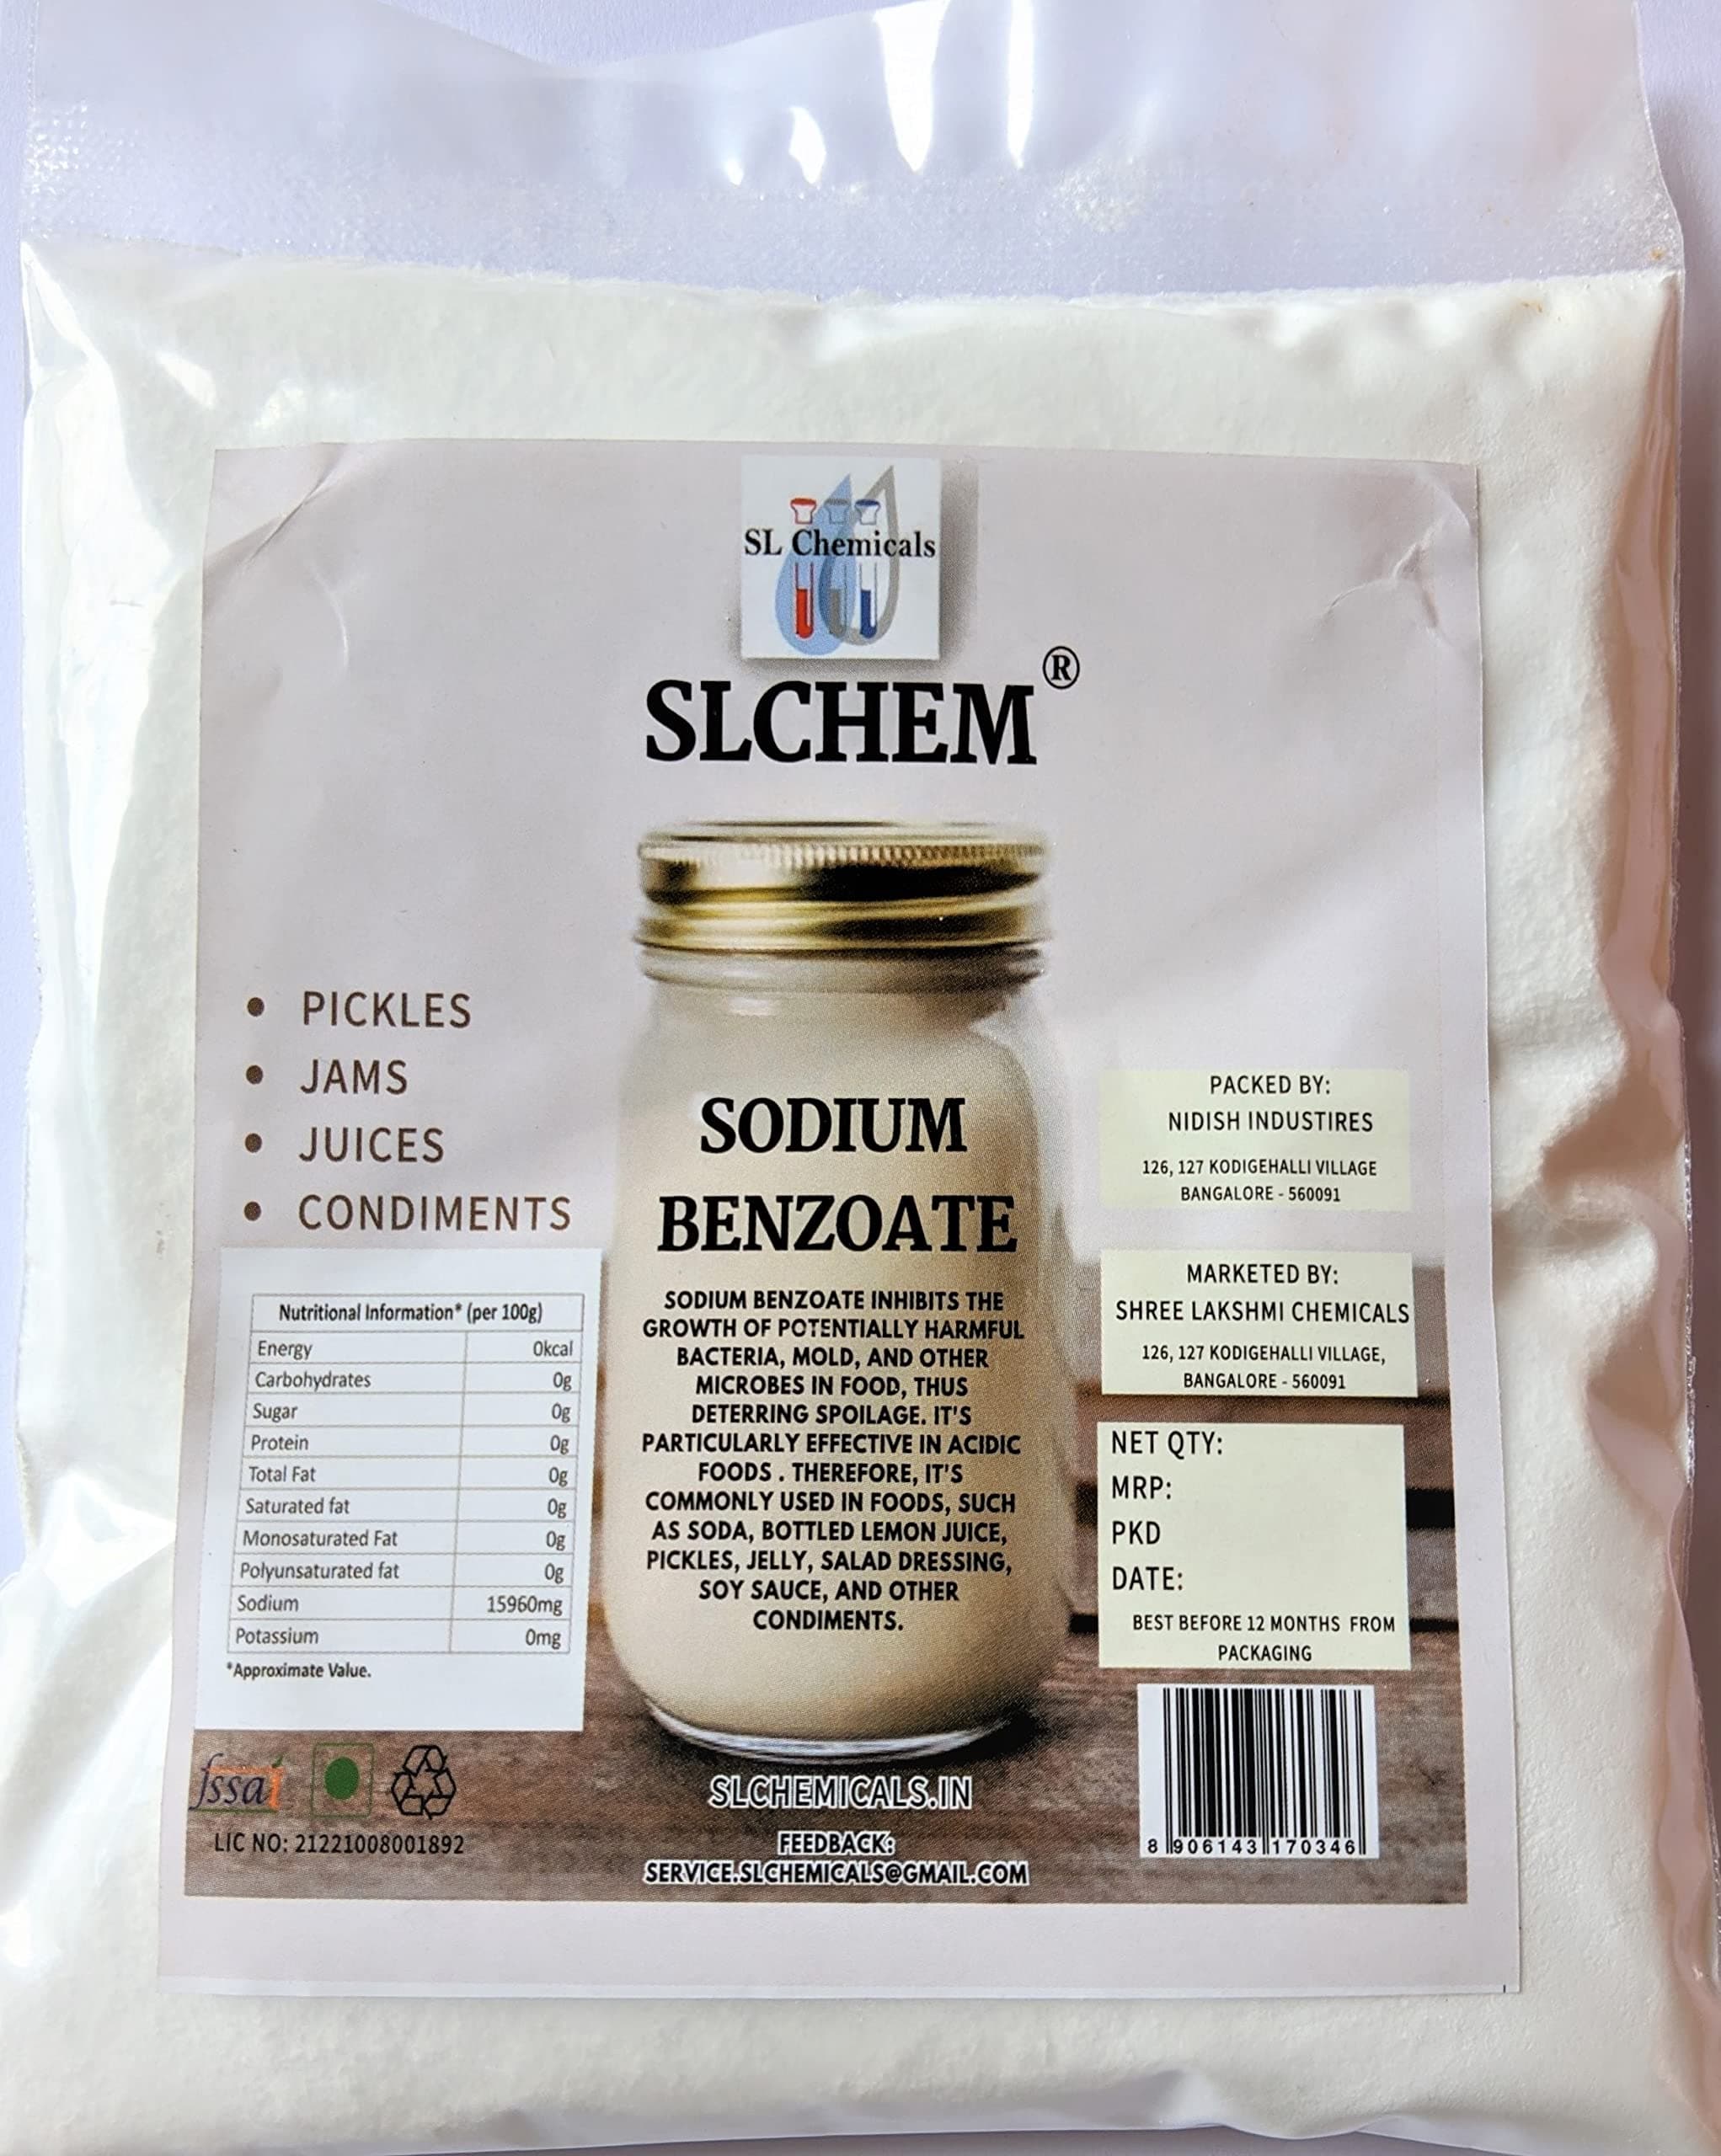 SL Chemicals
SLCHEM®
• PICKLES
• JAMS
• JUICES
• CONDIMENTS
Nutritional Information* (per 100g)
Energy 0kcal
Carbohydrates 0g
Sugar 0g
Protein 0g
Total Fat 0g
Saturated fat 0g
Monosaturated Fat 0g
Polyunsaturated fat 0g
Sodium 15960mg
Potassium 0mg
*Approximate Value.
fssai
LIC NO: 21221008001892
SODIUM
BENZOATE
SODIUM BENZOATE INHIBITS THE
GROWTH OF POTENTIALLY HARMFUL
BACTERIA, MOLD, AND OTHER
MICROBES IN FOOD, THUS
DETERRING SPOILAGE. IT'S
PARTICULARLY EFFECTIVE IN ACIDIC
FOODS . THEREFORE, IT'S
COMMONLY USED IN FOODS, SUCH
AS SODA, BOTTLED LEMON JUICE,
PICKLES, JELLY, SALAD DRESSING,
SOY SAUCE, AND OTHER
CONDIMENTS.
SLCHEMICALS.IN
FEEDBACK:
SERVICE.SLCHEMICALS@GMAIL.COM
PACKED BY:
NIDISH INDUSTIRES
126, 127 KODIGEHALLI VILLAGE
BANGALORE - 560091
MARKETED BY:
SHREE LAKSHMI CHEMICALS
126, 127 KODIGEHALLI VILLAGE,
BANGALORE - 560091
NET QTY:
MRP:
PKD
DATE:
BEST BEFORE 12 MONTHS FROM
PACKAGING
8 906143 170346